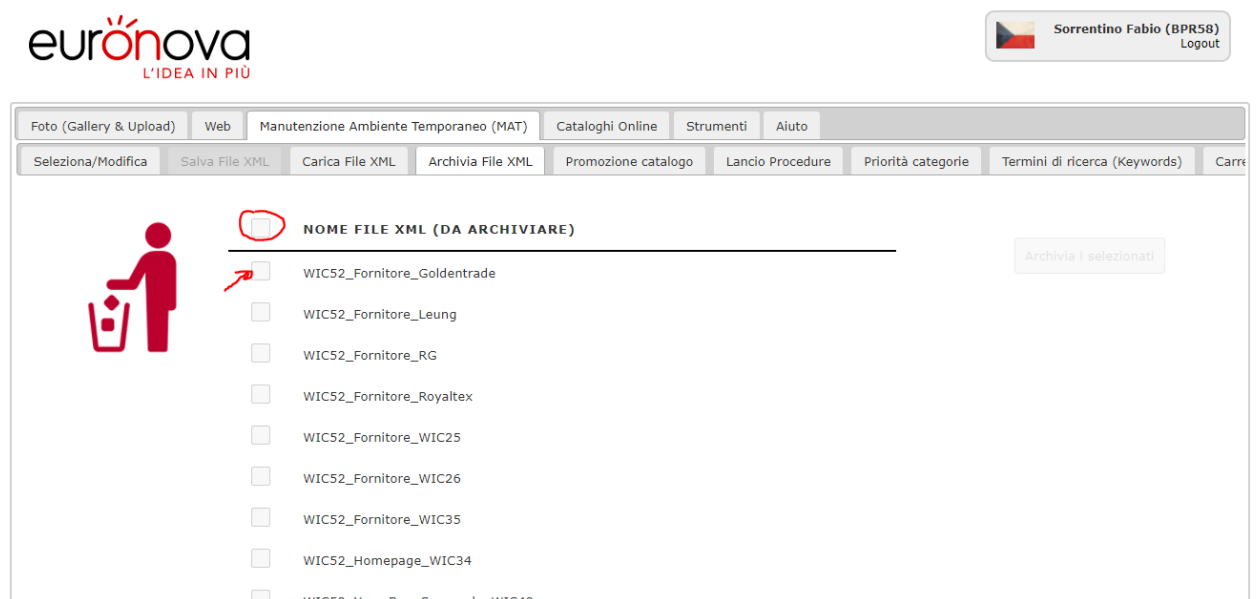 euronova
L'IDEA IN PIÙ
Sorrentino Fabio (BPR58)
Logout
Foto (Gallery & Upload) Web Manutenzione Ambiente Temporaneo (MAT) Cataloghi Online Strumenti Aiuto
Seleziona/Modifica Salva File XML Carica File XML Archivia File XML Promozione catalogo Lancio Procedure Priorità categorie Termini di ricerca (Keywords) Carre
NOME FILE XML (DA ARCHIVIARE)
Archivia i selezionati
WIC52_Fornitore_Goldentrade
WIC52_Fornitore_Leung
WIC52_Fornitore_RG
WIC52_Fornitore_Royaltex
WIC52_Fornitore_WIC25
WIC52_Fornitore_WIC26
WIC52_Fornitore_WIC35
WIC52_Homepage_WIC34